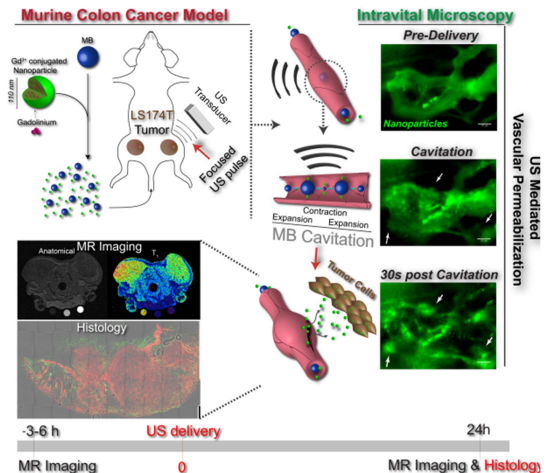 Murine Colon Cancer Model
Intravital Microscopy
MB
Gd³⁺ conjugated
Nanoparticle
110 nm
Gadolinium
LS174T
Tumor
US
Transducer
Focused
US pulse
Contraction
Expansion
Expansion
MB Cavitation
Tumor Cells
Pre-Delivery
Nanoparticles
Cavitation
30s post Cavitation
US Mediated
Vascular Permeabilization
MR Imaging
Anatomical
T₁
Histology
-3-6 h
US delivery
24h
MR Imaging
0
MR Imaging & Histology